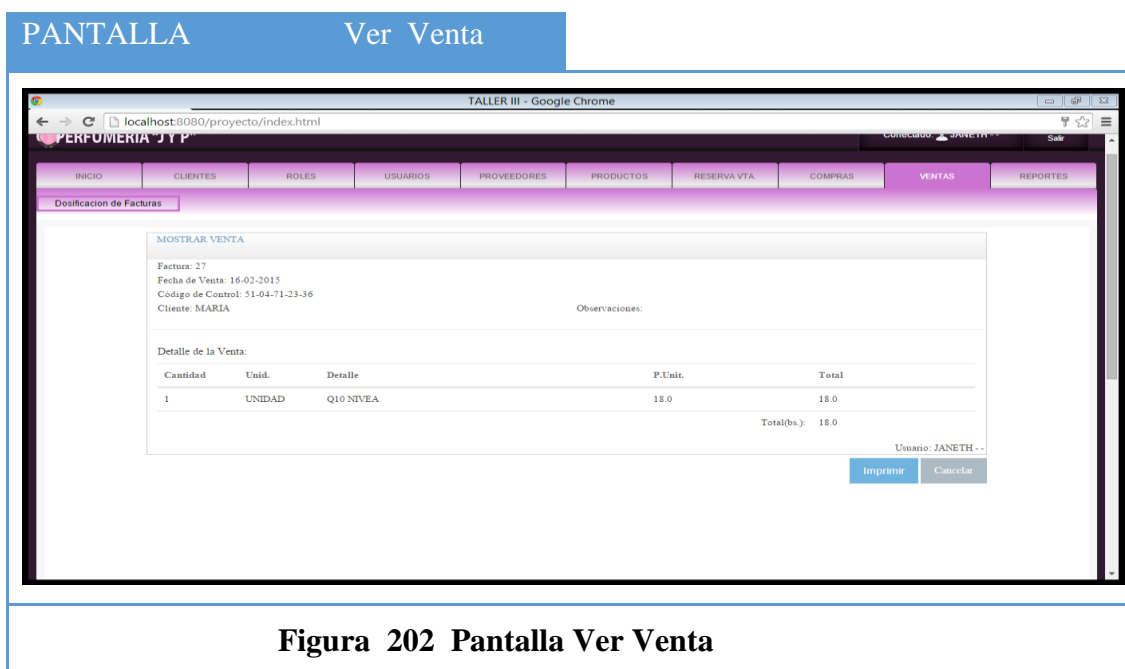 PANTALLA Ver Venta
TALLER III - Google Chrome
localhost:8080/proyecto/index.html
PERFUMERIA "J Y P"
Conectado: JANETH - -
Salir
INICIO CLIENTES ROLES USUARIOS PROVEEDORES PRODUCTOS RESERVA VTA COMPRAS VENTAS REPORTES
Dosificacion de Facturas
MOSTRAR VENTA
Factura: 27
Fecha de Venta: 16-02-2015
Código de Control: 51-04-71-23-36
Cliente: MARIA Observaciones:
Detalle de la Venta:
Cantidad Unid. Detalle P.Unit. Total
1 UNIDAD Q10 NIVEA 18.0 18.0
Total(bs.): 18.0
Usuario: JANETH - -
Imprimir Cancelar
Figura 202 Pantalla Ver Venta